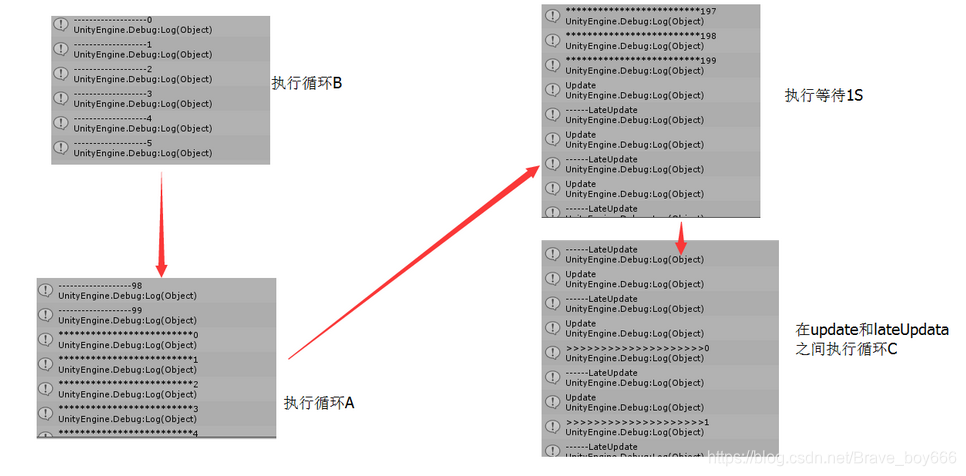 -------------------0
UnityEngine.Debug:Log(Object)
-------------------1
UnityEngine.Debug:Log(Object)
-------------------2
UnityEngine.Debug:Log(Object)
-------------------3
UnityEngine.Debug:Log(Object)
-------------------4
UnityEngine.Debug:Log(Object)
-------------------5
UnityEngine.Debug:Log(Object)
执行循环B
-------------------98
UnityEngine.Debug:Log(Object)
-------------------99
UnityEngine.Debug:Log(Object)
*************************0
UnityEngine.Debug:Log(Object)
*************************1
UnityEngine.Debug:Log(Object)
*************************2
UnityEngine.Debug:Log(Object)
*************************3
UnityEngine.Debug:Log(Object)
*************************4
执行循环A
*************************197
UnityEngine.Debug:Log(Object)
*************************198
UnityEngine.Debug:Log(Object)
*************************199
UnityEngine.Debug:Log(Object)
Update
UnityEngine.Debug:Log(Object)
------LateUpdate
UnityEngine.Debug:Log(Object)
Update
UnityEngine.Debug:Log(Object)
------LateUpdate
UnityEngine.Debug:Log(Object)
Update
UnityEngine.Debug:Log(Object)
------LateUpdate
执行等待1S
------LateUpdate
UnityEngine.Debug:Log(Object)
Update
UnityEngine.Debug:Log(Object)
------LateUpdate
UnityEngine.Debug:Log(Object)
Update
UnityEngine.Debug:Log(Object)
>>>>>>>>>>>>>>>>>>>>0
UnityEngine.Debug:Log(Object)
------LateUpdate
UnityEngine.Debug:Log(Object)
Update
UnityEngine.Debug:Log(Object)
>>>>>>>>>>>>>>>>>>>>1
UnityEngine.Debug:Log(Object)
------LateUpdate
在update和lateUpdata
之间执行循环C
https://blog.csdn.net/Brave_boy666